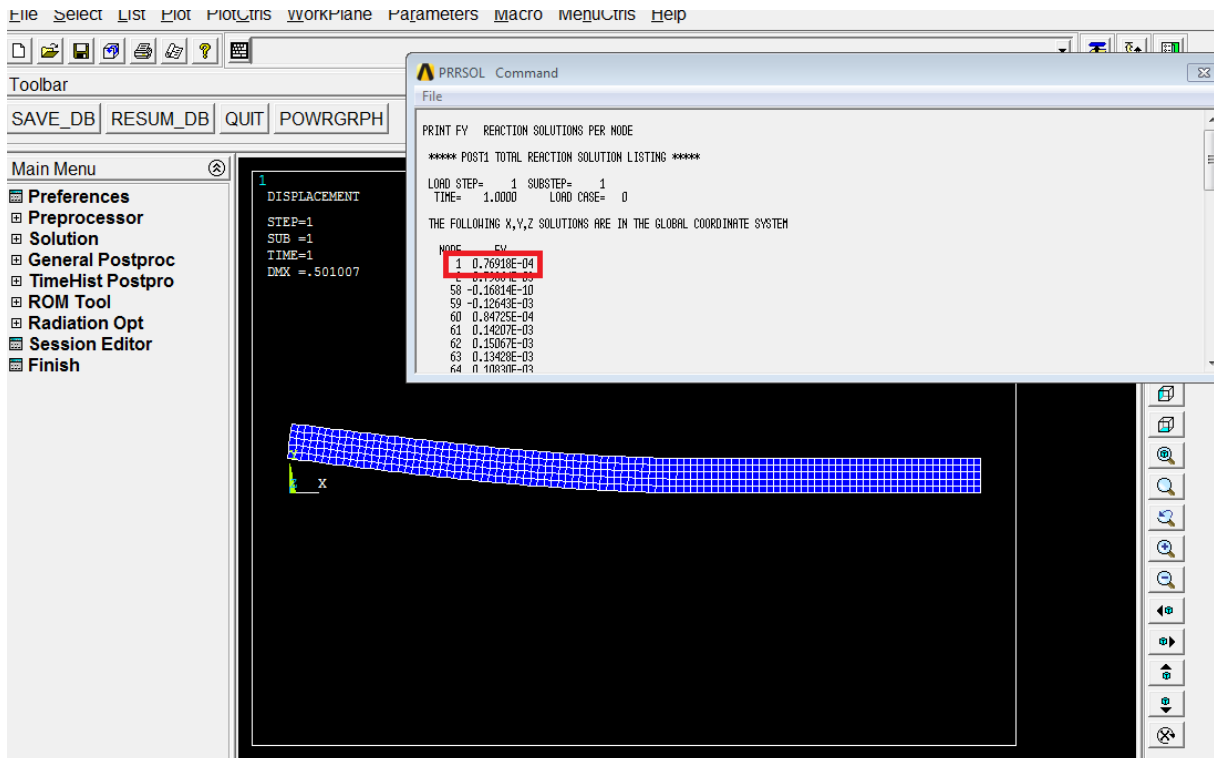 File Select List Plot PlotCtrls WorkPlane Parameters Macro MenuCtrls Help
Toolbar
SAVE_DB RESUM_DB QUIT POWRGRPH
Main Menu
Preferences
Preprocessor
Solution
General Postproc
TimeHist Postpro
ROM Tool
Radiation Opt
Session Editor
Finish
1
DISPLACEMENT
STEP=1
SUB =1
TIME=1
DMX =.501007
X
PRRSOL Command
File
PRINT FY REACTION SOLUTIONS PER NODE
***** POST1 TOTAL REACTION SOLUTION LISTING *****
LOAD STEP= 1 SUBSTEP= 1
TIME= 1.0000 LOAD CASE= 0
THE FOLLOWING X,Y,Z SOLUTIONS ARE IN THE GLOBAL COORDINATE SYSTEM
NODE FY
1 0.76918E-04
58 -0.16814E-10
59 -0.12643E-03
60 0.84725E-04
61 0.14207E-03
62 0.15067E-03
63 0.13428E-03
64 0.10830E-03